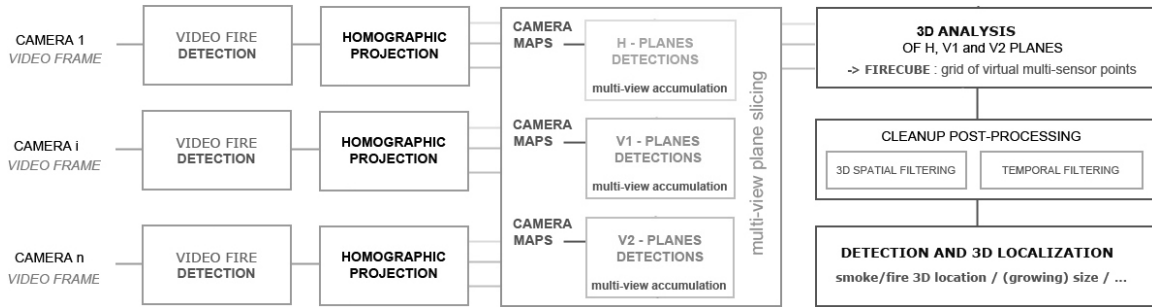 CAMERA 1
VIDEO FRAME
VIDEO FIRE
DETECTION
HOMOGRAPHIC
PROJECTION
CAMERA
MAPS
H - PLANES
DETECTIONS
multi-view accumulation
CAMERA i
VIDEO FRAME
VIDEO FIRE
DETECTION
HOMOGRAPHIC
PROJECTION
CAMERA
MAPS
V1 - PLANES
DETECTIONS
multi-view accumulation
CAMERA n
VIDEO FRAME
VIDEO FIRE
DETECTION
HOMOGRAPHIC
PROJECTION
CAMERA
MAPS
V2 - PLANES
DETECTIONS
multi-view accumulation
multi-view plane slicing
3D ANALYSIS
OF H, V1 and V2 PLANES
-> FIRECUBE : grid of virtual multi-sensor points
CLEANUP POST-PROCESSING
3D SPATIAL FILTERING
TEMPORAL FILTERING
DETECTION AND 3D LOCALIZATION
smoke/fire 3D location / (growing) size / ...